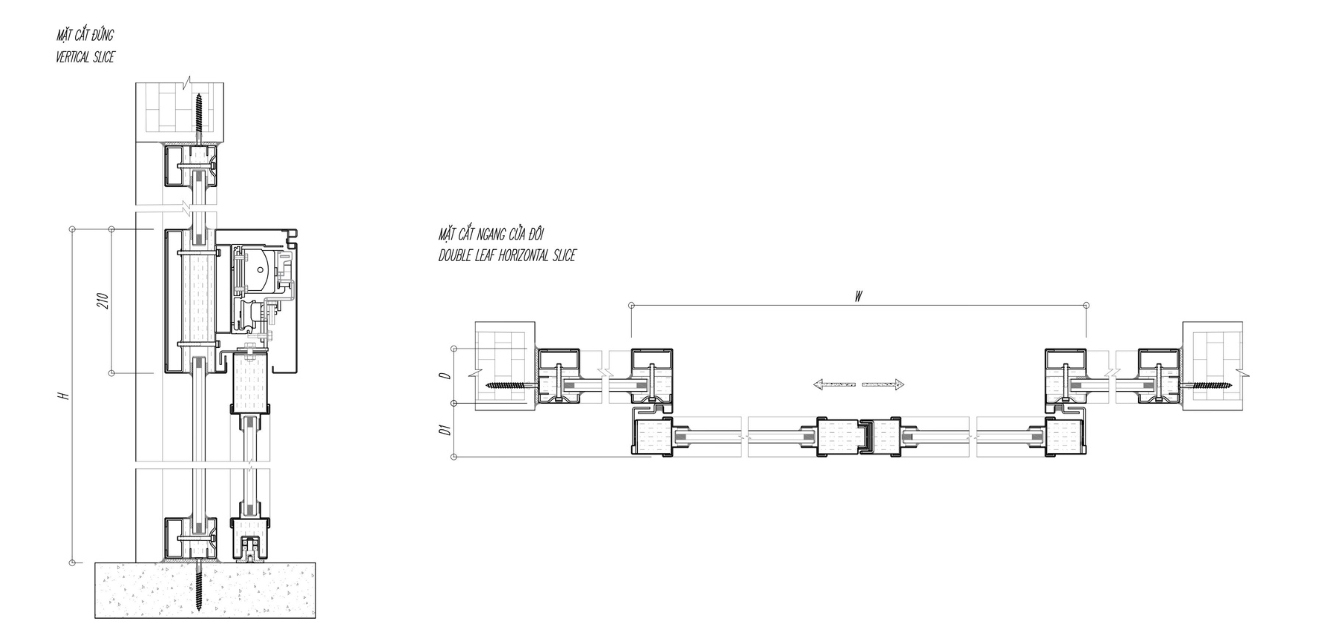 MẶT CẮT ĐỨNG
VERTICAL SLICE
210
H
MẶT CẮT NGANG CỬA ĐÔI
DOUBLE LEAF HORIZONTAL SLICE
W
D
D1